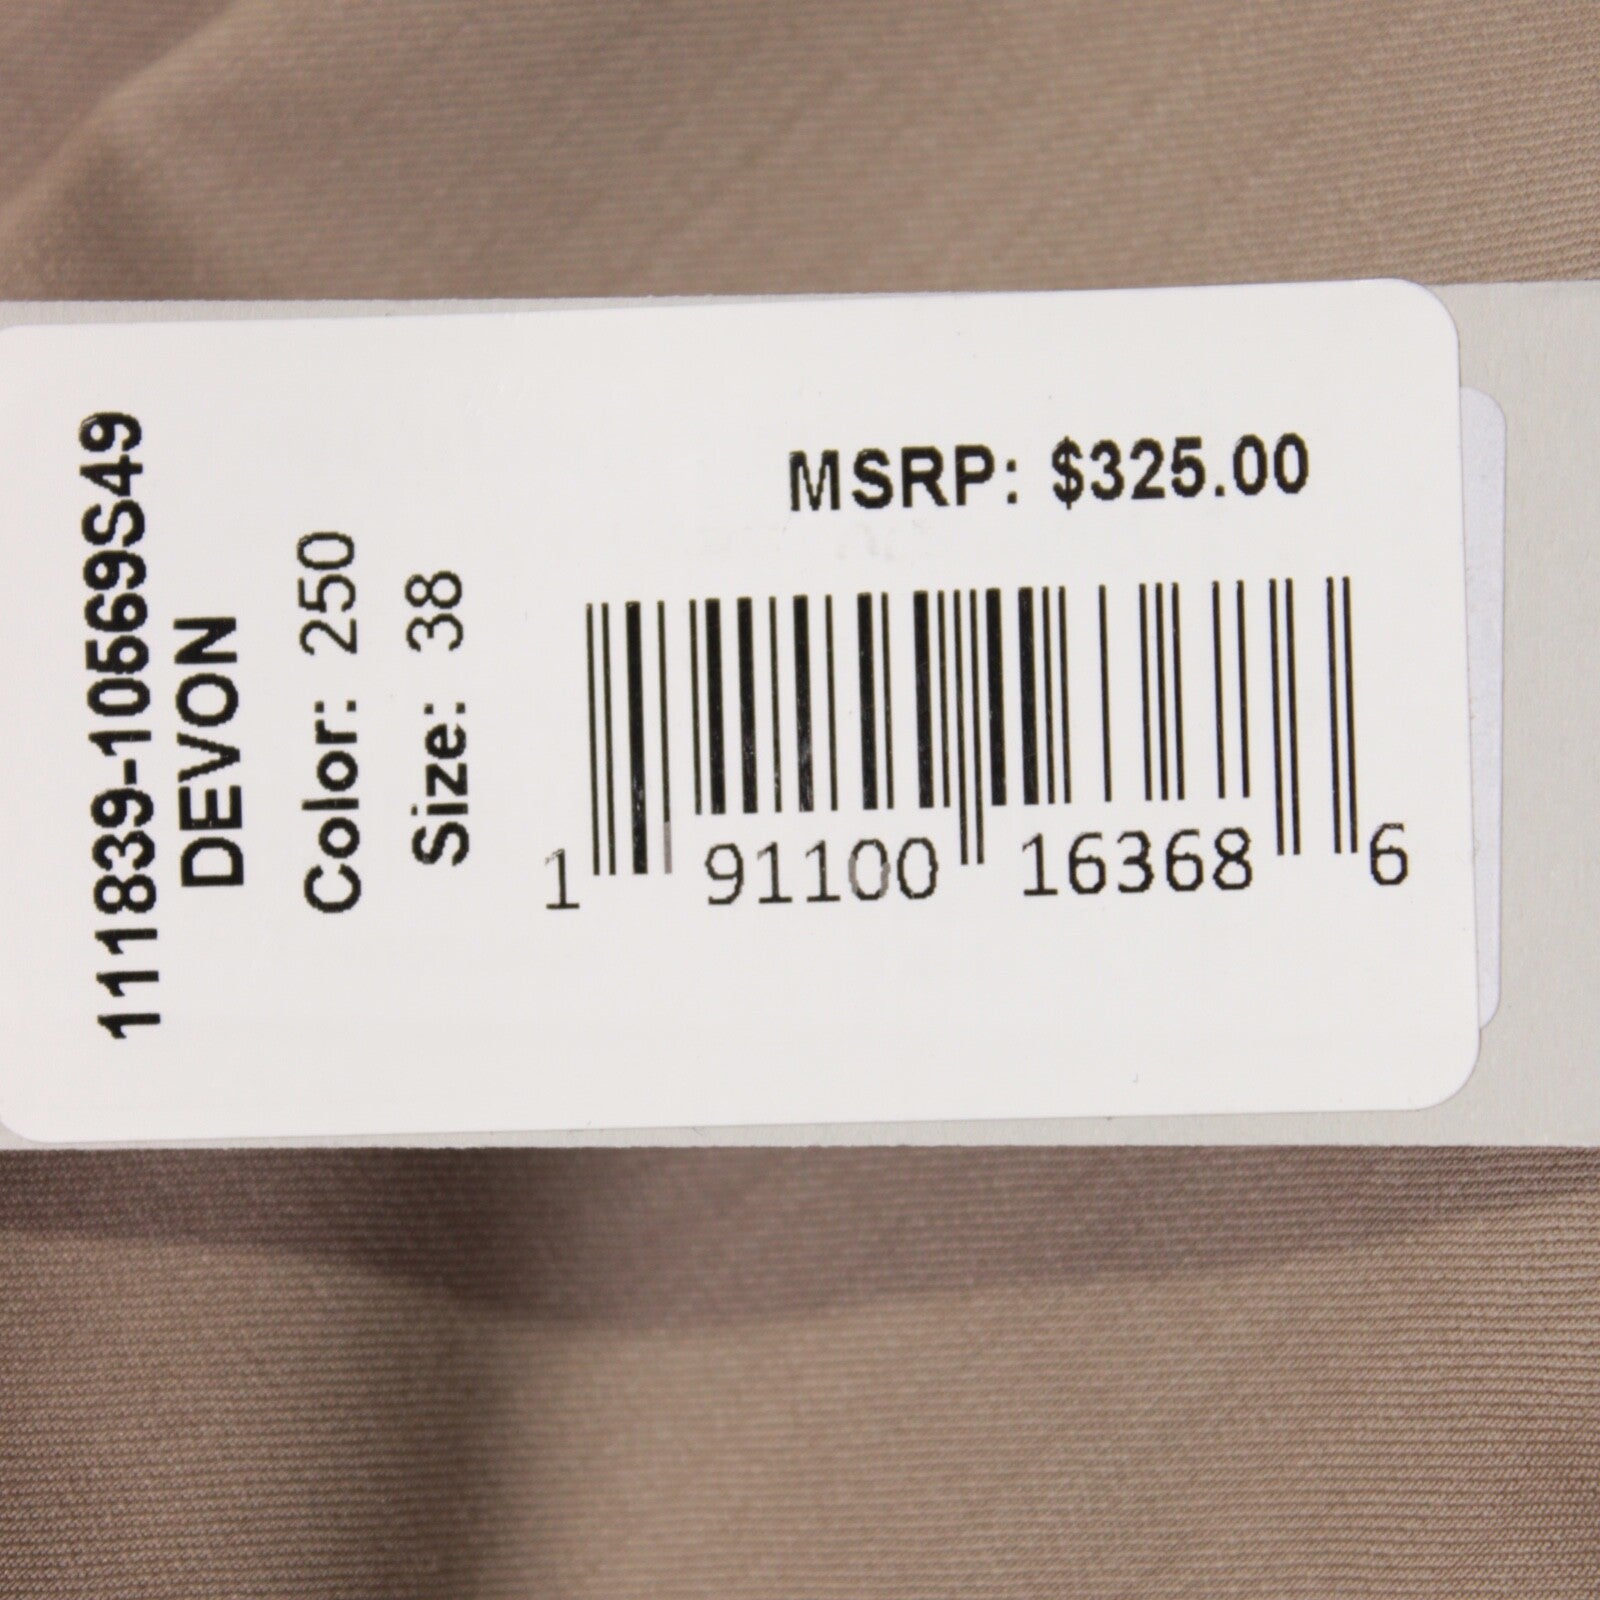 111839-10569S49
DEVON
Color: 250
Size: 38
MSRP: $325.00
1 91100 16368 6